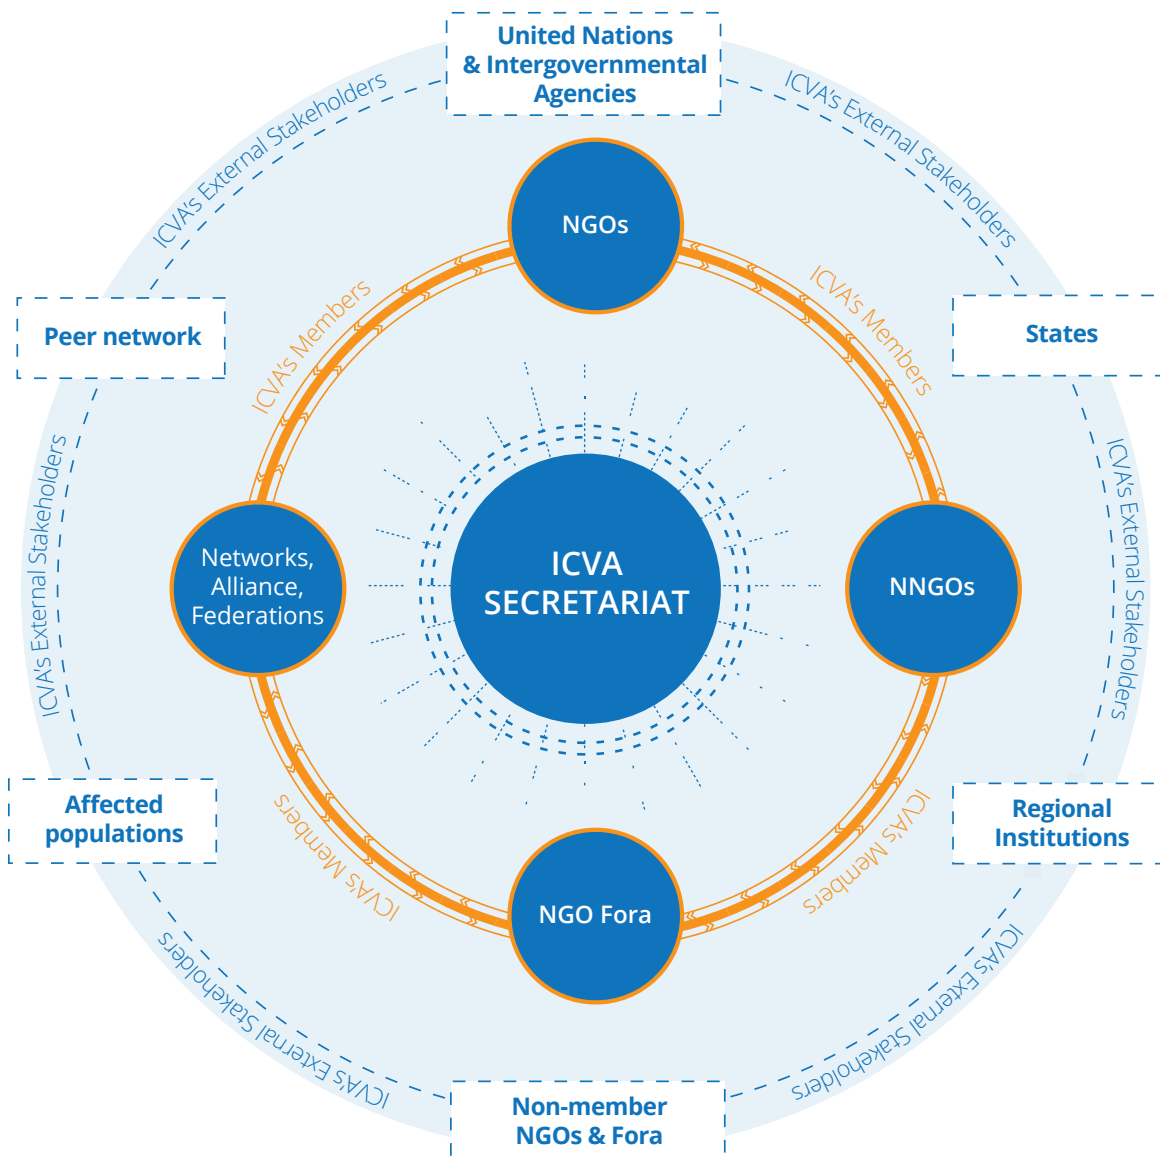 United Nations
& Intergovernmental
Agencies
ICVA's External Stakeholders
ICVA's External Stakeholders
NGOs
ICVA's Members
ICVA's Members
Peer network
States
ICVA's External Stakeholders
ICVA's External Stakeholders
Networks,
Alliance,
Federations
ICVA
SECRETARIAT
NNGOs
Affected
populations
Regional
Institutions
ICVA's Members
ICVA's Members
NGO Fora
ICVA's External Stakeholders
ICVA's External Stakeholders
Non-member
NGOs & Fora